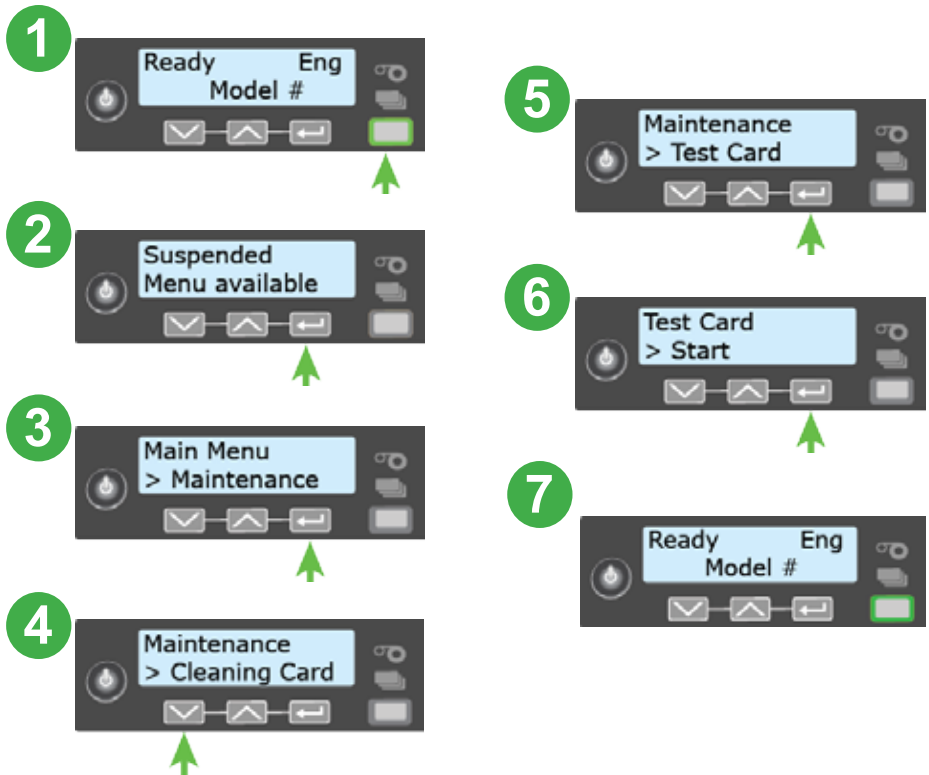 1
Ready Eng
Model #
2
Suspended
Menu available
3
Main Menu
> Maintenance
4
Maintenance
> Cleaning Card
5
Maintenance
> Test Card
6
Test Card
> Start
7
Ready Eng
Model #